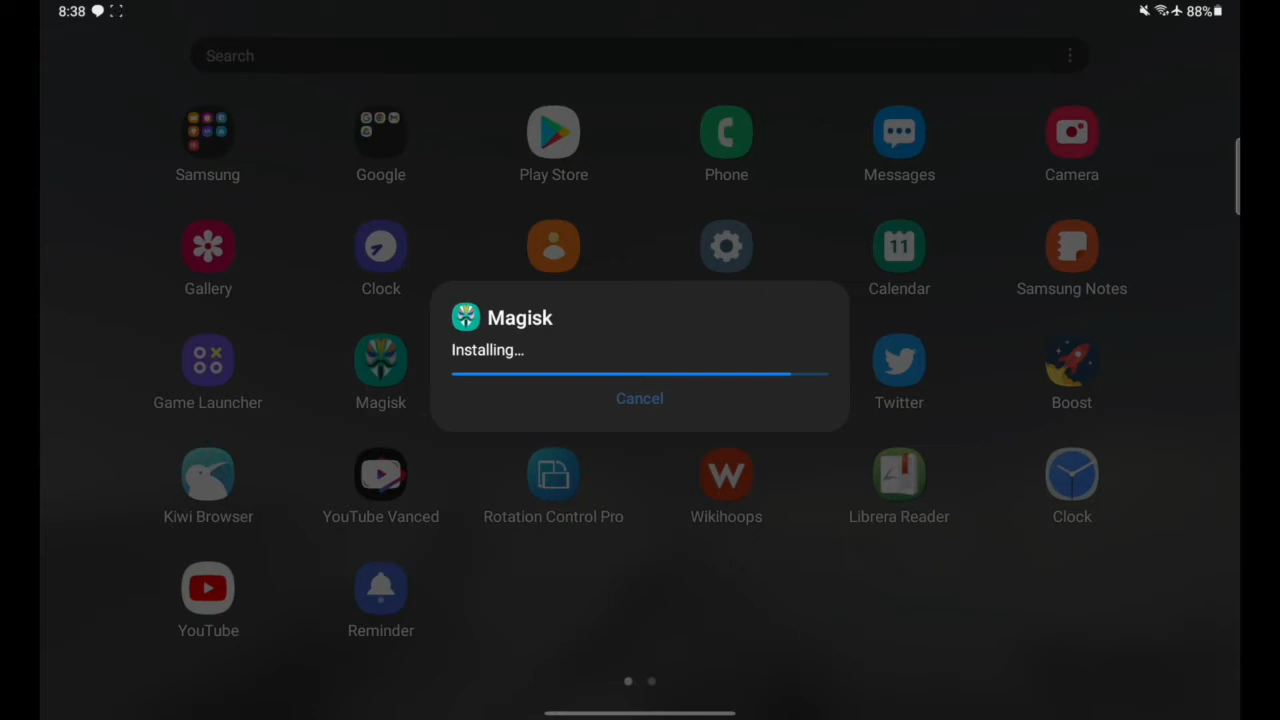 8:38 88%
Search
Samsung Google Play Store Phone Messages Camera
11
Gallery Clock Calendar Samsung Notes
Magisk
Installing...
Game Launcher Magisk Twitter Boost
Cancel
W
Kiwi Browser YouTube Vanced Rotation Control Pro Wikihoops Librera Reader Clock
YouTube Reminder